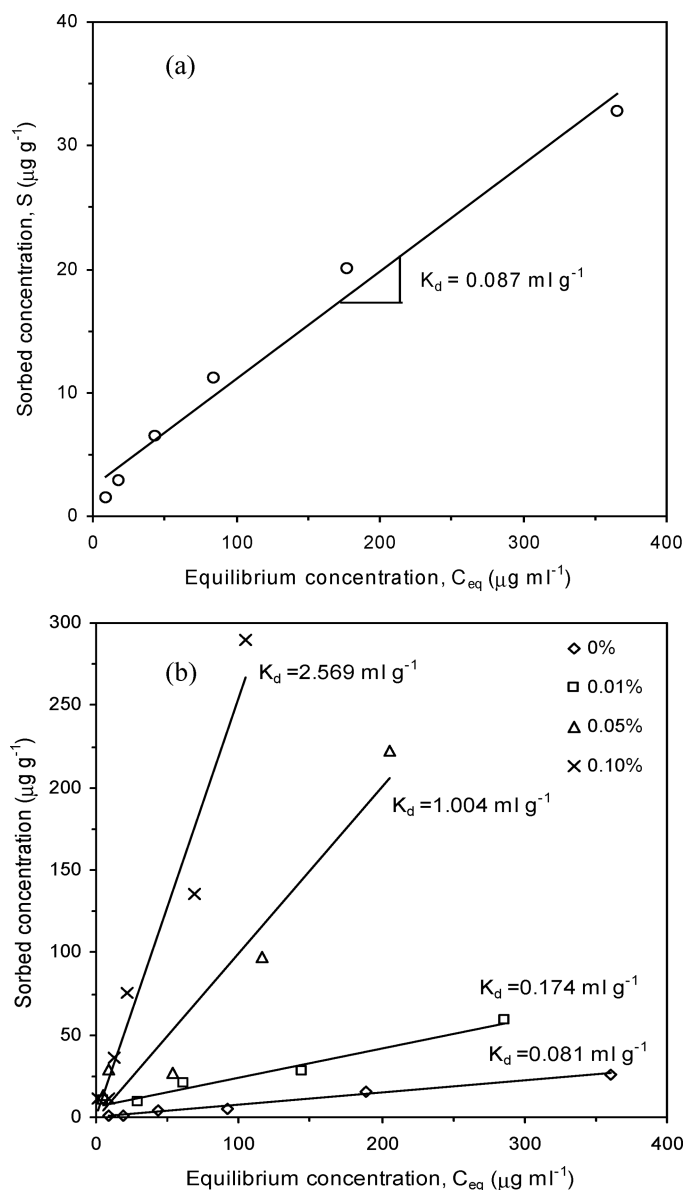 (a)
Sorbed concentration, S (µg g⁻¹)
40
30
20
10
0
K_d = 0.087 ml g⁻¹
0 100 200 300 400
Equilibrium concentration, C_eq (µg ml⁻¹)
(b)
Sorbed concentration (µg g⁻¹)
300
250
200
150
100
50
0
0%
0.01%
0.05%
0.10%
K_d =2.569 ml g⁻¹
K_d =1.004 ml g⁻¹
K_d =0.174 ml g⁻¹
K_d =0.081 ml g⁻¹
0 100 200 300 400
Equilibrium concentration, C_eq (µg ml⁻¹)